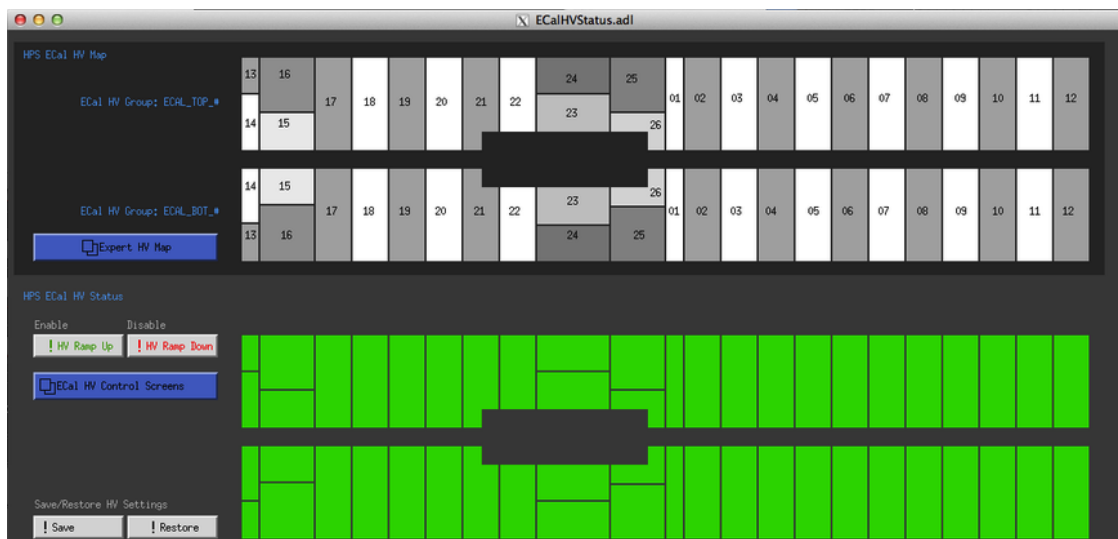 ECalHVStatus.adl
HPS ECal HV Map
13 16 24 25
ECal HV Group: ECAL_TOP_#
17 18 19 20 21 22 23 01 02 03 04 05 06 07 08 09 10 11 12
14 15 26
14 15 26
ECal HV Group: ECAL_BOT_#
17 18 19 20 21 22 23 01 02 03 04 05 06 07 08 09 10 11 12
13 16 24 25
Expert HV Map
HPS ECal HV Status
Enable Disable
! HV Ramp Up ! HV Ramp Down
ECal HV Control Screens
Save/Restore HV Settings
! Save ! Restore